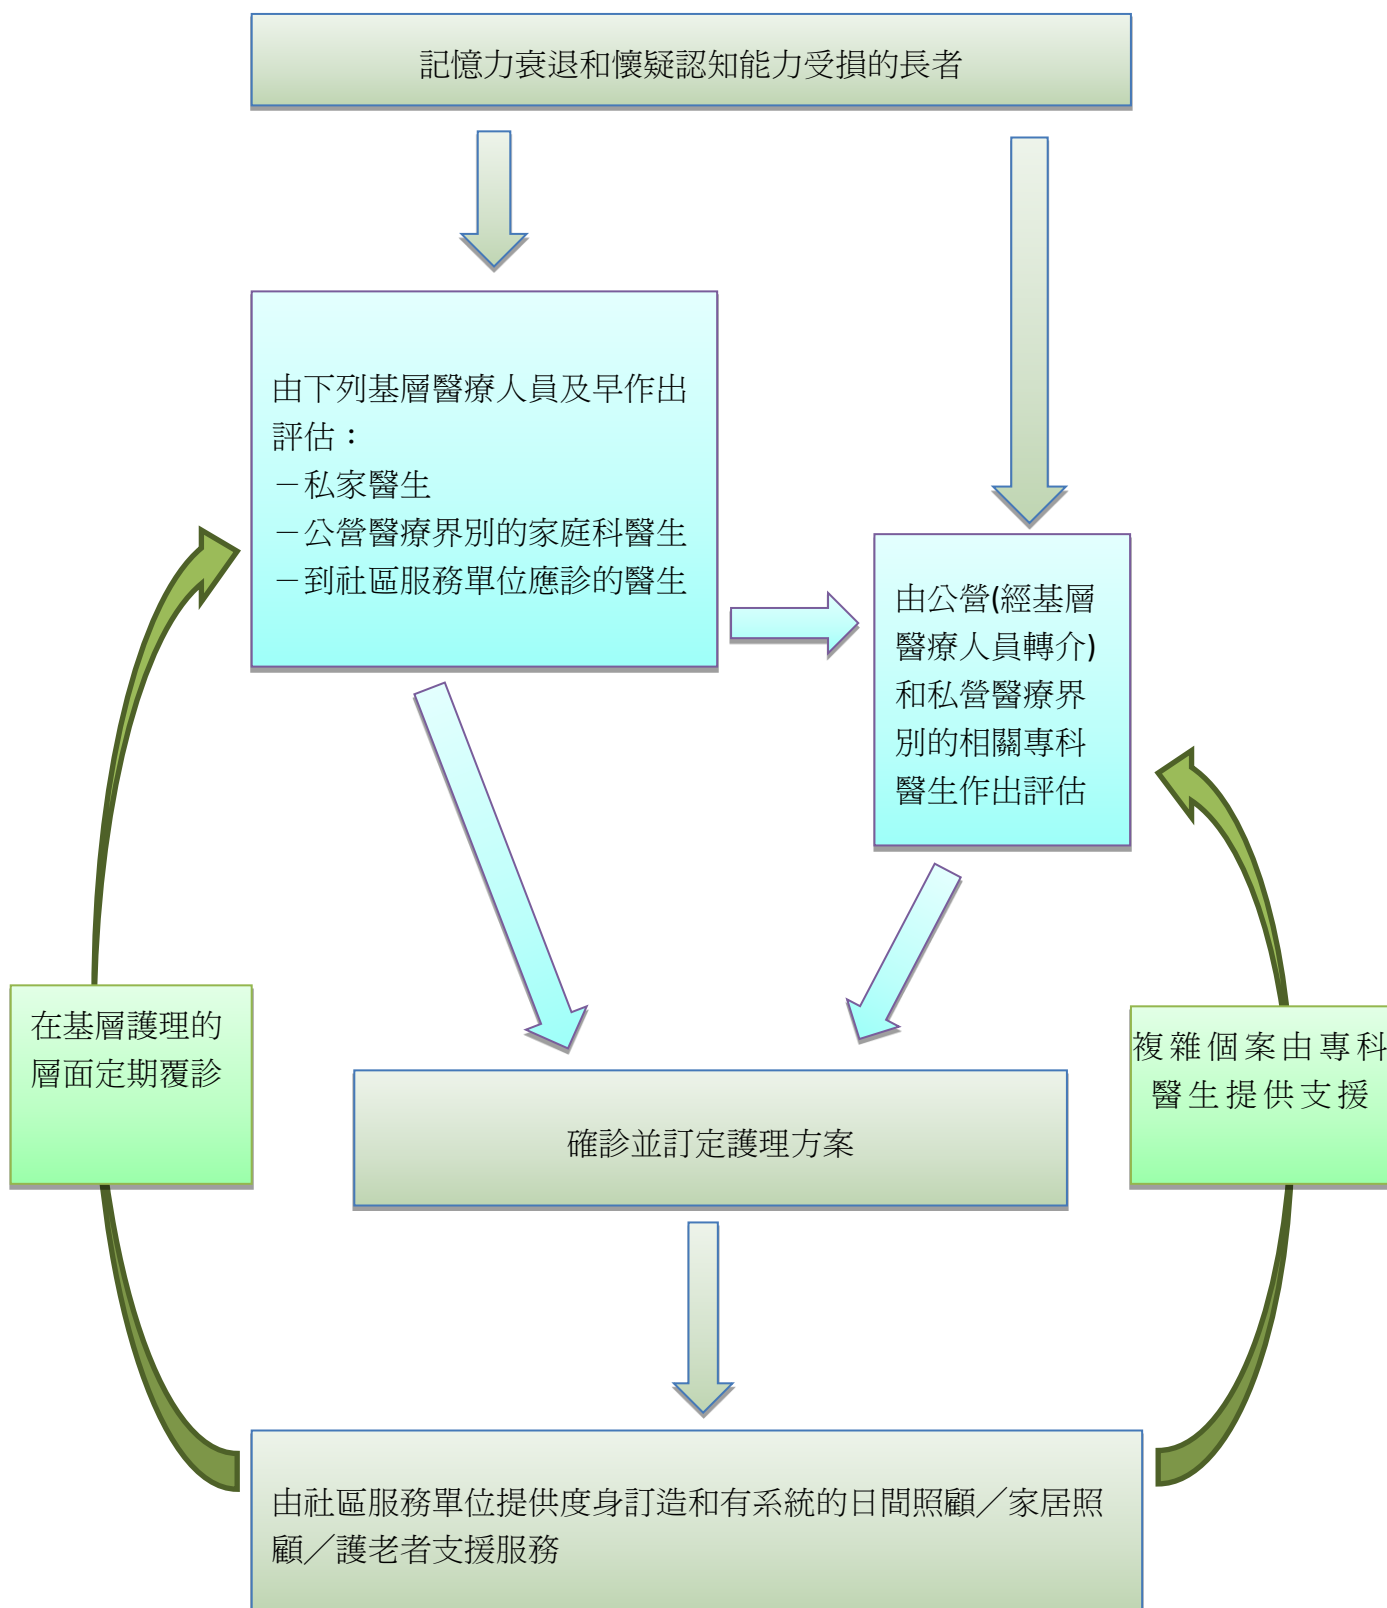 記憶力衰退和懷疑認知能力受損的長者
由下列基層醫療人員及早作出
評估：
－私家醫生
－公營醫療界別的家庭科醫生
－到社區服務單位應診的醫生
由公營(經基層
醫療人員轉介)
和私營醫療界
別的相關專科
醫生作出評估
在基層護理的
層面定期覆診
複雜個案由專科
醫生提供支援
確診並訂定護理方案
由社區服務單位提供度身訂造和有系統的日間照顧／家居照
顧／護老者支援服務